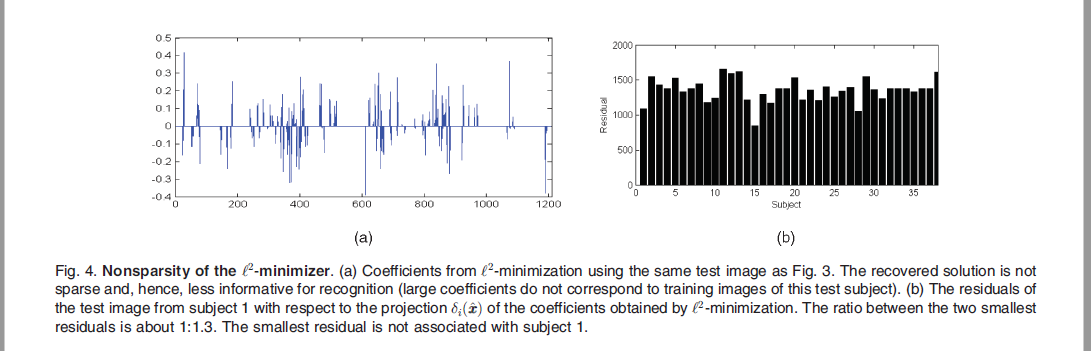 0.5
0.4
0.3
0.2
0.1
0
-0.1
-0.2
-0.3
-0.4
0 200 400 600 800 1000 1200
(a)
2000
1500
1000
500
0
Residual
0 5 10 15 20 25 30 35
Subject
(b)
Fig. 4. Nonsparsity of the ℓ²-minimizer. (a) Coefficients from ℓ²-minimization using the same test image as Fig. 3. The recovered solution is not
sparse and, hence, less informative for recognition (large coefficients do not correspond to training images of this test subject). (b) The residuals of
the test image from subject 1 with respect to the projection δᵢ(x̂) of the coefficients obtained by ℓ²-minimization. The ratio between the two smallest
residuals is about 1:1.3. The smallest residual is not associated with subject 1.